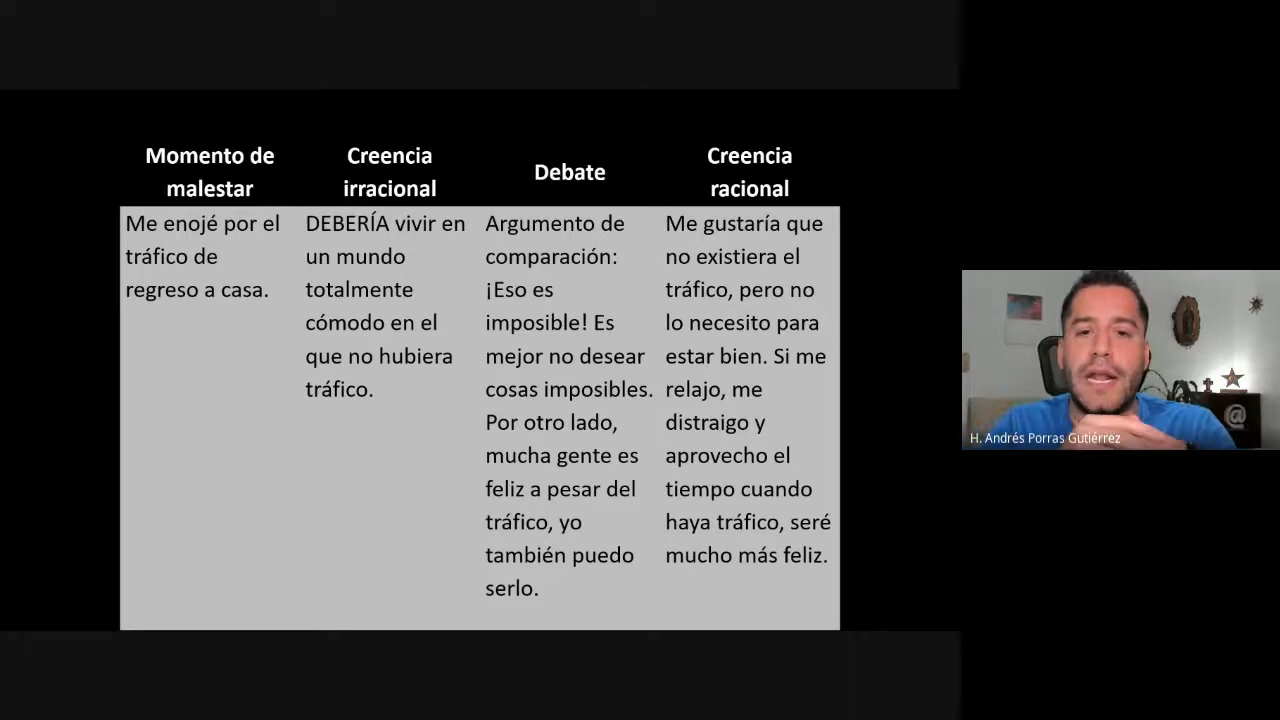 Momento de
malestar
Creencia
irracional
Debate
Creencia
racional
Me enojé por el
tráfico de
regreso a casa.
DEBERÍA vivir en
un mundo
totalmente
cómodo en el
que no hubiera
tráfico.
Argumento de
comparación:
¡Eso es
imposible! Es
mejor no desear
cosas imposibles.
Por otro lado,
mucha gente es
feliz a pesar del
tráfico, yo
también puedo
serlo.
Me gustaría que
no existiera el
tráfico, pero no
lo necesito para
estar bien. Si me
relajo, me
distraigo y
aprovecho el
tiempo cuando
haya tráfico, seré
mucho más feliz.
@
H. Andrés Porras Gutiérrez